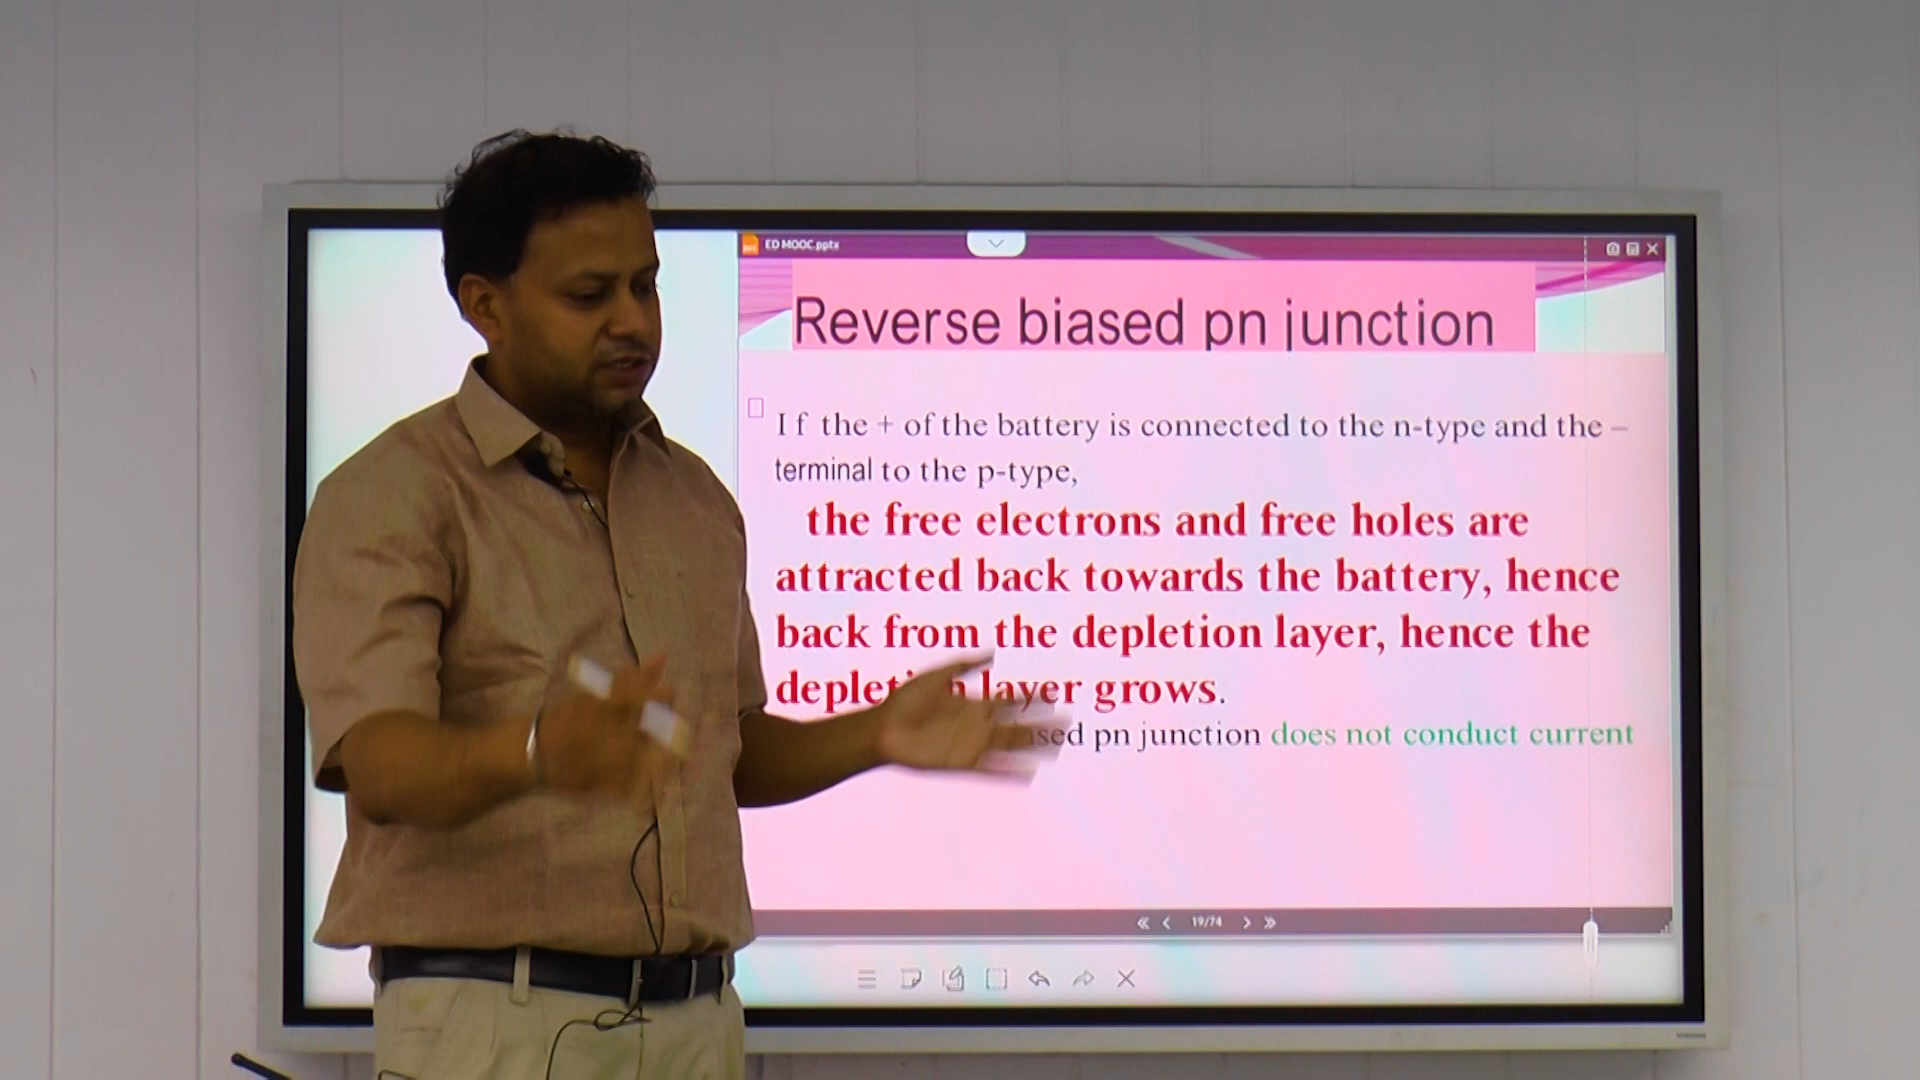 ED MOOC.pptx
Reverse biased pn junction
If the + of the battery is connected to the n-type and the –
terminal to the p-type,
the free electrons and free holes are
attracted back towards the battery, hence
back from the depletion layer, hence the
layer grows.
pn junction does not conduct current
19/74
SAMSUNG